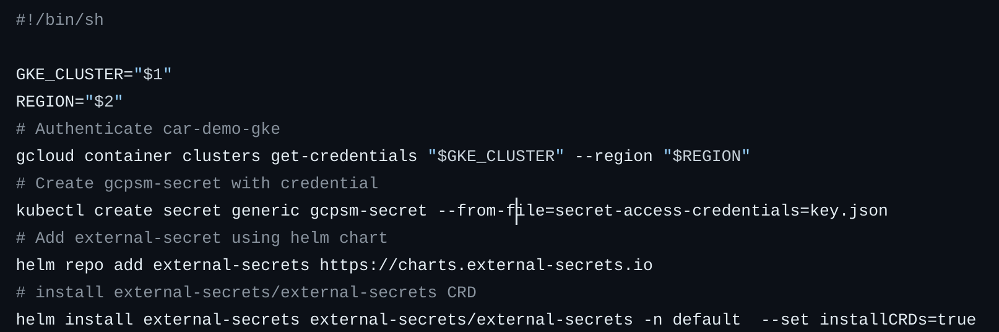 #!/bin/sh
GKE_CLUSTER="$1"
REGION="$2"
# Authenticate car-demo-gke
gcloud container clusters get-credentials "$GKE_CLUSTER" --region "$REGION"
# Create gcpsm-secret with credential
kubectl create secret generic gcpsm-secret --from-file=secret-access-credentials=key.json
# Add external-secret using helm chart
helm repo add external-secrets https://charts.external-secrets.io
# install external-secrets/external-secrets CRD
helm install external-secrets external-secrets/external-secrets -n default  --set installCRDs=true